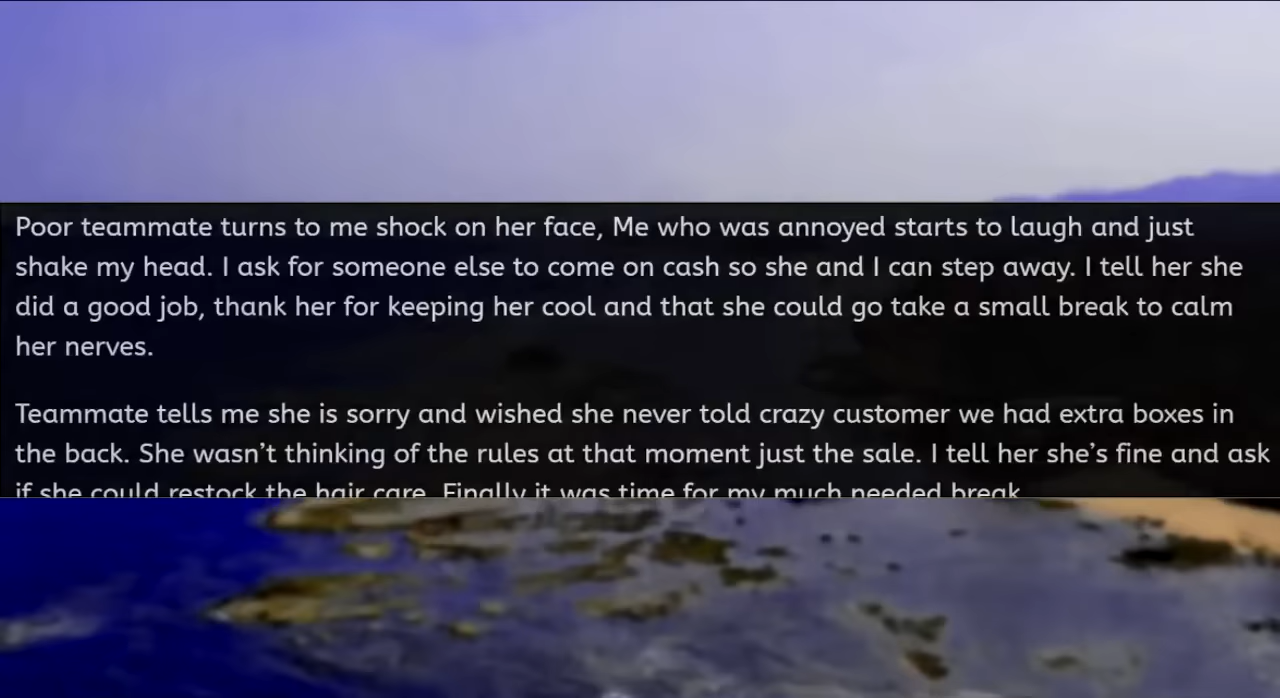 Poor teammate turns to me shock on her face, Me who was annoyed starts to laugh and just
shake my head. I ask for someone else to come on cash so she and I can step away. I tell her she
did a good job, thank her for keeping her cool and that she could go take a small break to calm
her nerves.
Teammate tells me she is sorry and wished she never told crazy customer we had extra boxes in
the back. She wasn’t thinking of the rules at that moment just the sale. I tell her she’s fine and ask
if she could restock the hair care. Finally it was time for my much needed break